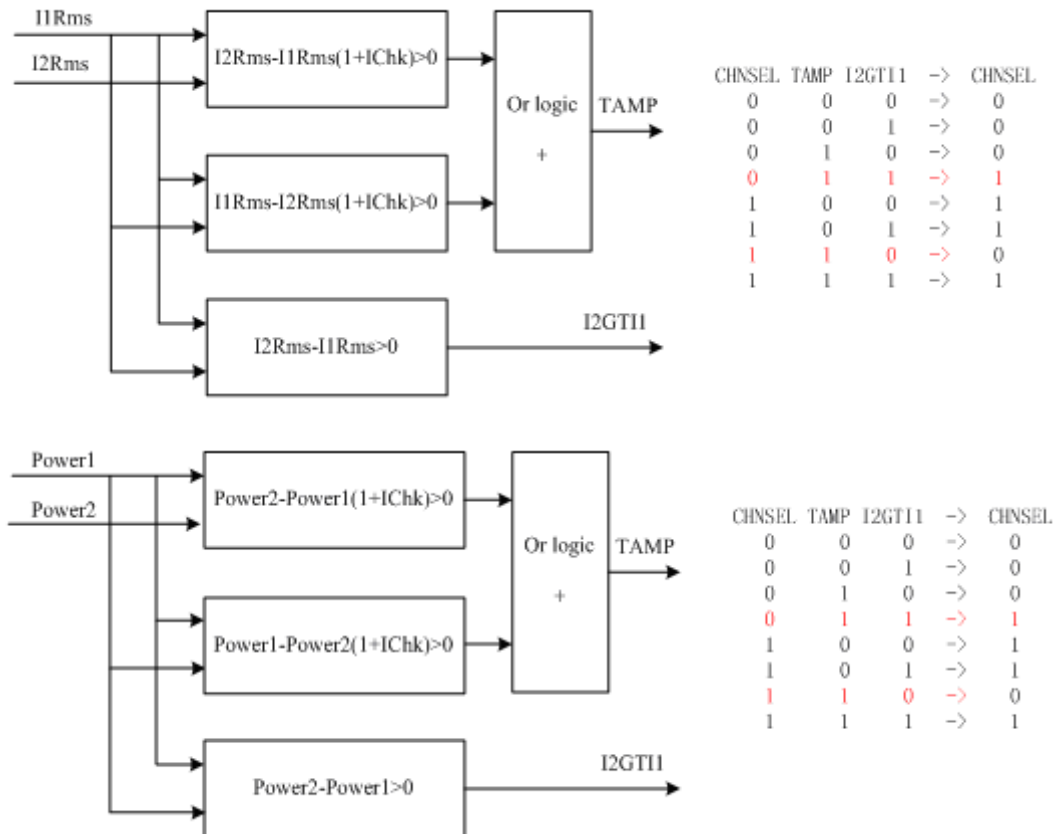 I1Rms
I2Rms
I2Rms-I1Rms(1+IChk)>0
I1Rms-I2Rms(1+IChk)>0
I2Rms-I1Rms>0
Or logic
+
TAMP
I2GTI1
CHNSEL TAMP I2GTI1 -> CHNSEL
0 0 0 -> 0
0 0 1 -> 0
0 1 0 -> 0
0 1 1 -> 1
1 0 0 -> 1
1 0 1 -> 1
1 1 0 -> 0
1 1 1 -> 1
Power1
Power2
Power2-Power1(1+IChk)>0
Power1-Power2(1+IChk)>0
Power2-Power1>0
Or logic
+
TAMP
I2GTI1
CHNSEL TAMP I2GTI1 -> CHNSEL
0 0 0 -> 0
0 0 1 -> 0
0 1 0 -> 0
0 1 1 -> 1
1 0 0 -> 1
1 0 1 -> 1
1 1 0 -> 0
1 1 1 -> 1